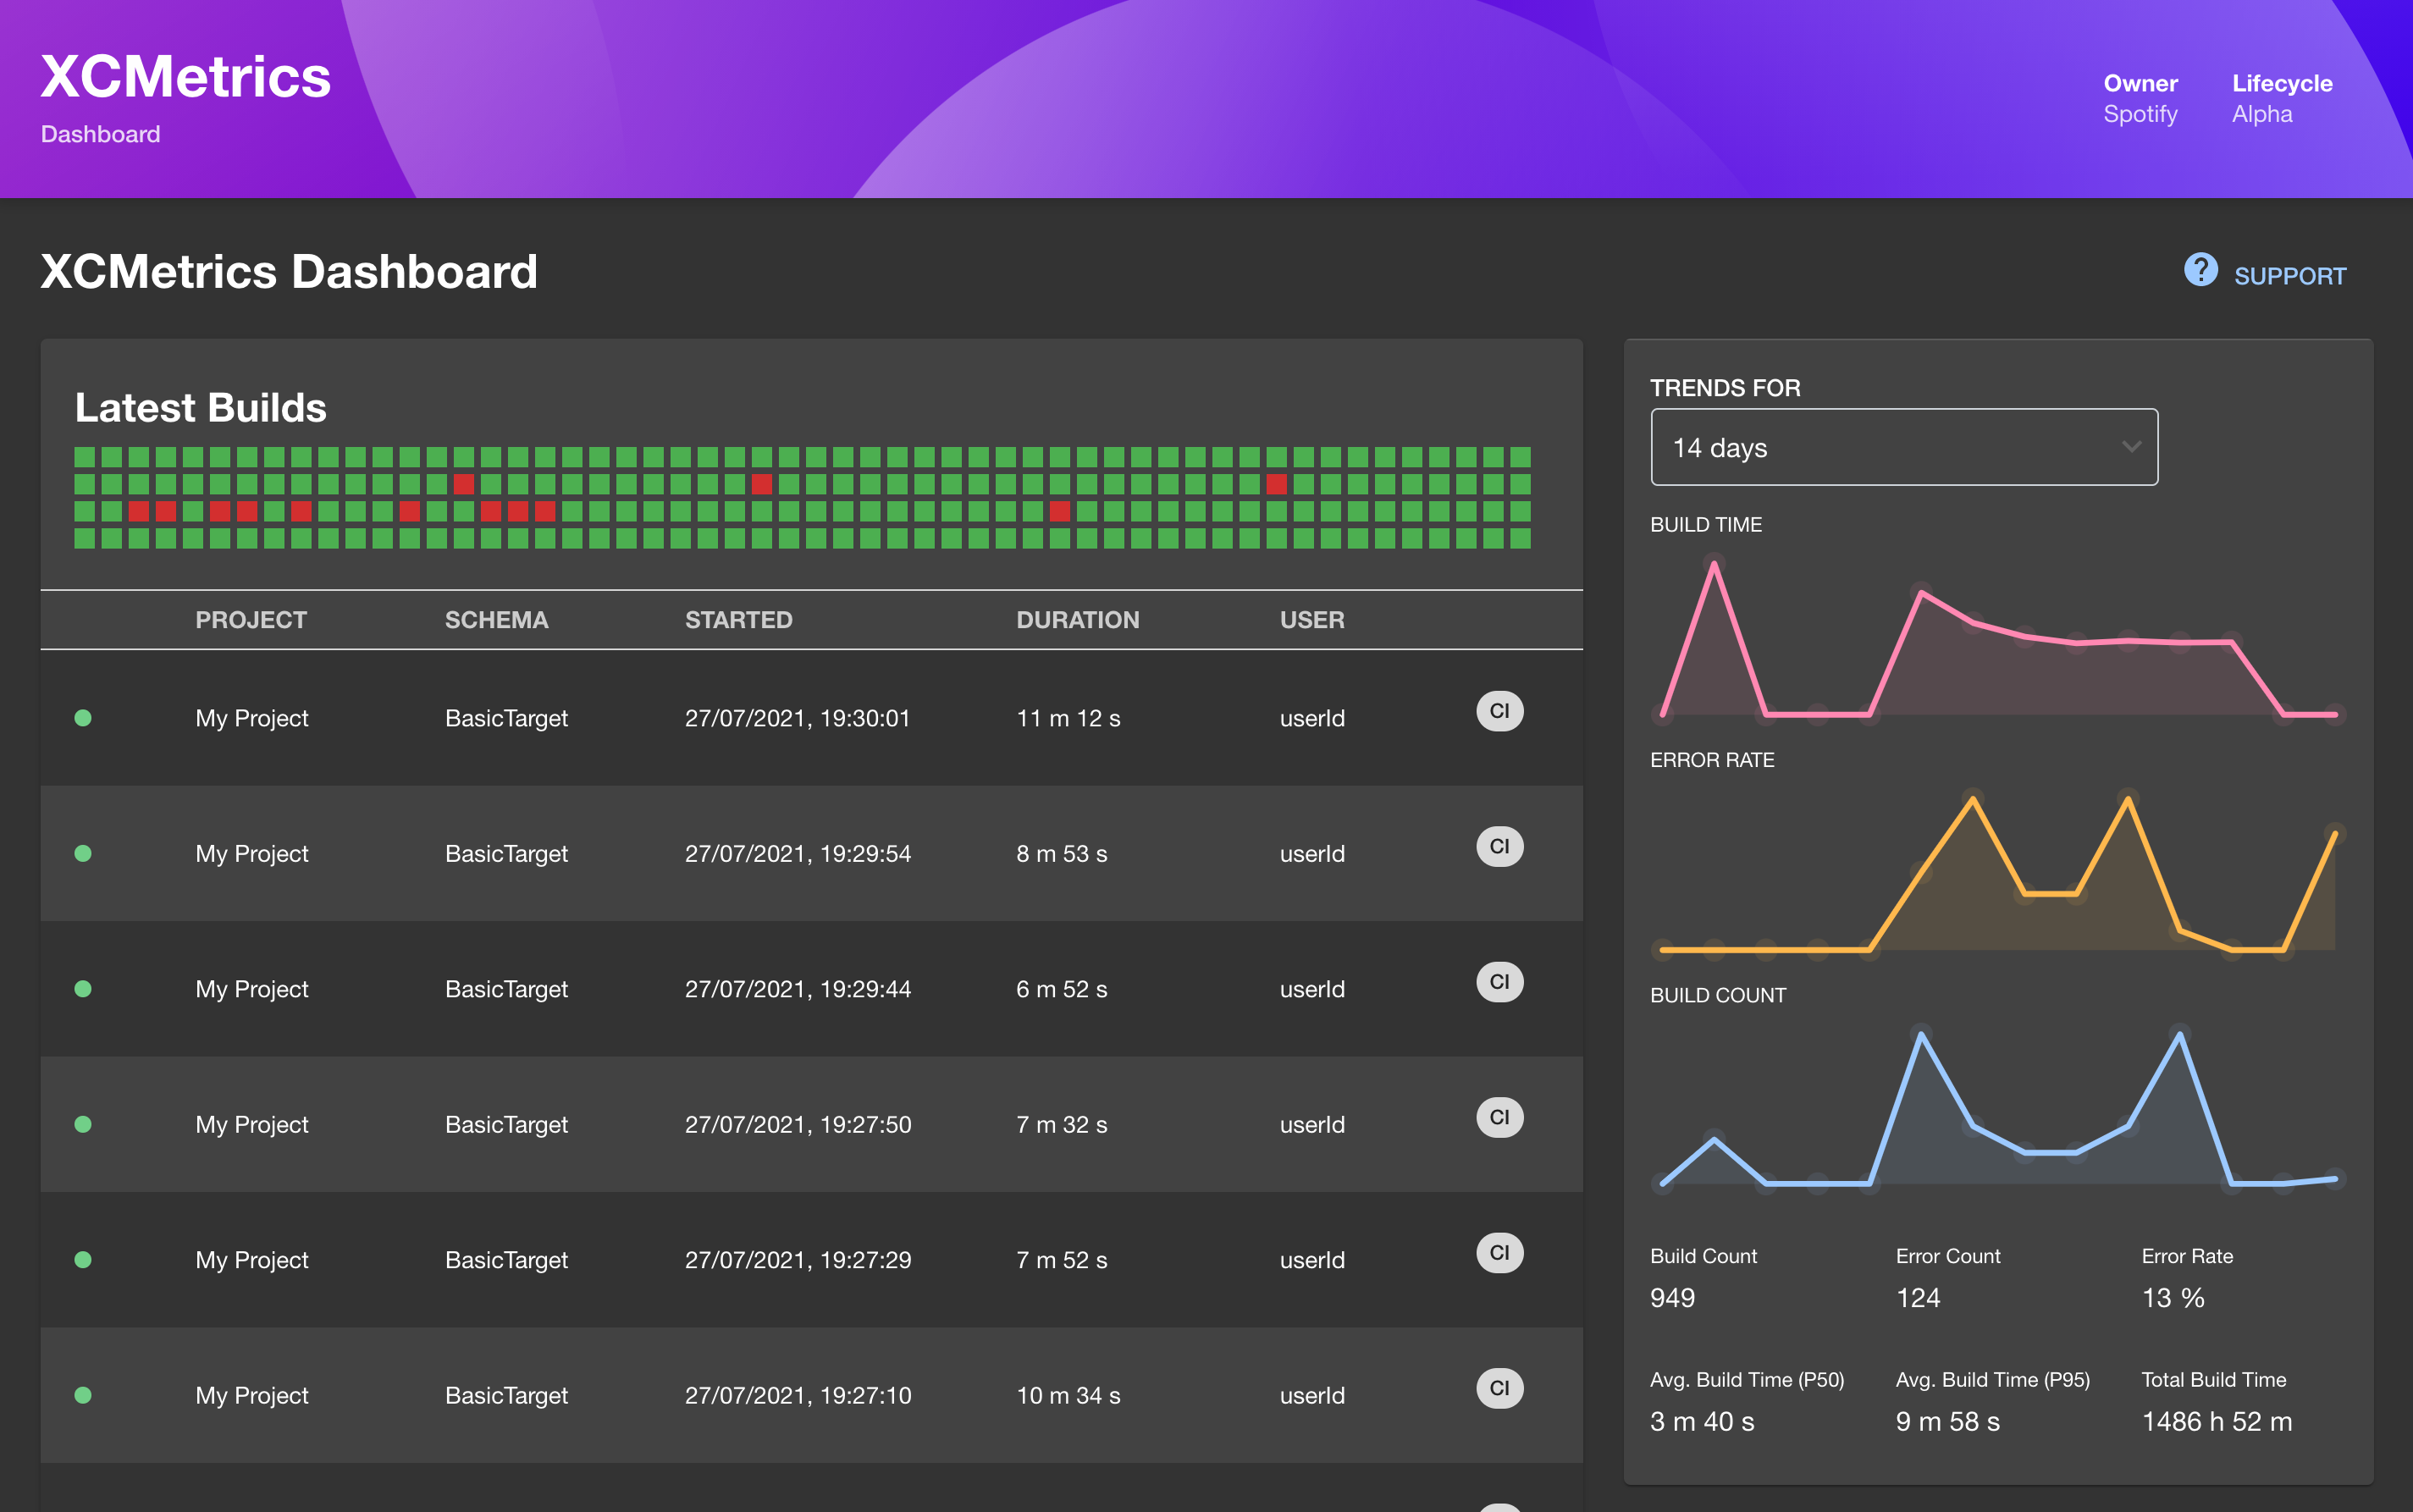 XCMetrics
Dashboard
Owner Lifecycle
Spotify Alpha
XCMetrics Dashboard
? SUPPORT
Latest Builds
PROJECT SCHEMA STARTED DURATION USER
My Project BasicTarget 27/07/2021, 19:30:01 11 m 12 s userId CI
My Project BasicTarget 27/07/2021, 19:29:54 8 m 53 s userId CI
My Project BasicTarget 27/07/2021, 19:29:44 6 m 52 s userId CI
My Project BasicTarget 27/07/2021, 19:27:50 7 m 32 s userId CI
My Project BasicTarget 27/07/2021, 19:27:29 7 m 52 s userId CI
My Project BasicTarget 27/07/2021, 19:27:10 10 m 34 s userId CI
TRENDS FOR
14 days
BUILD TIME
ERROR RATE
BUILD COUNT
Build Count Error Count Error Rate
949 124 13 %
Avg. Build Time (P50) Avg. Build Time (P95) Total Build Time
3 m 40 s 9 m 58 s 1486 h 52 m